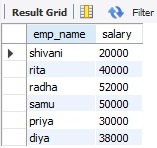 Result Grid Filter
emp_name salary
shivani 20000
rita 40000
radha 52000
samu 50000
priya 30000
diya 38000